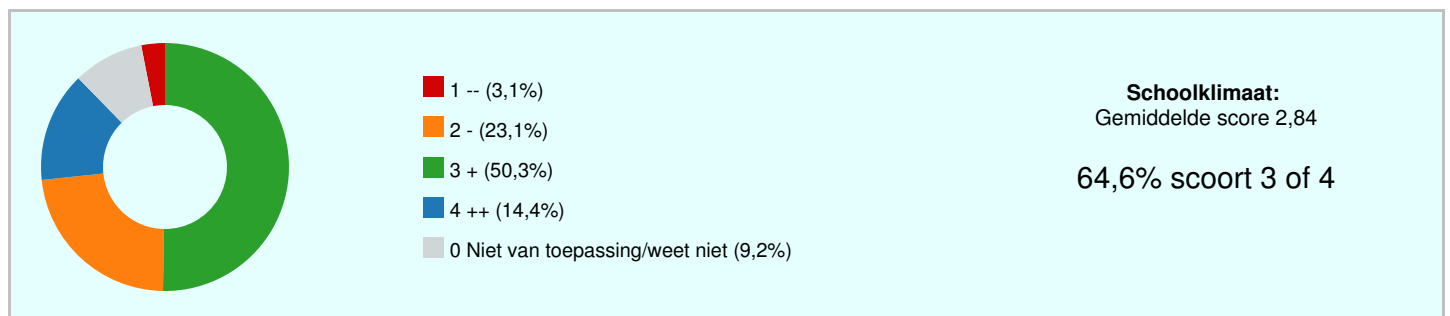 1 -- (3,1%)
2 - (23,1%)
3 + (50,3%)
4 ++ (14,4%)
0 Niet van toepassing/weet niet (9,2%)
Schoolklimaat:
Gemiddelde score 2,84
64,6% scoort 3 of 4